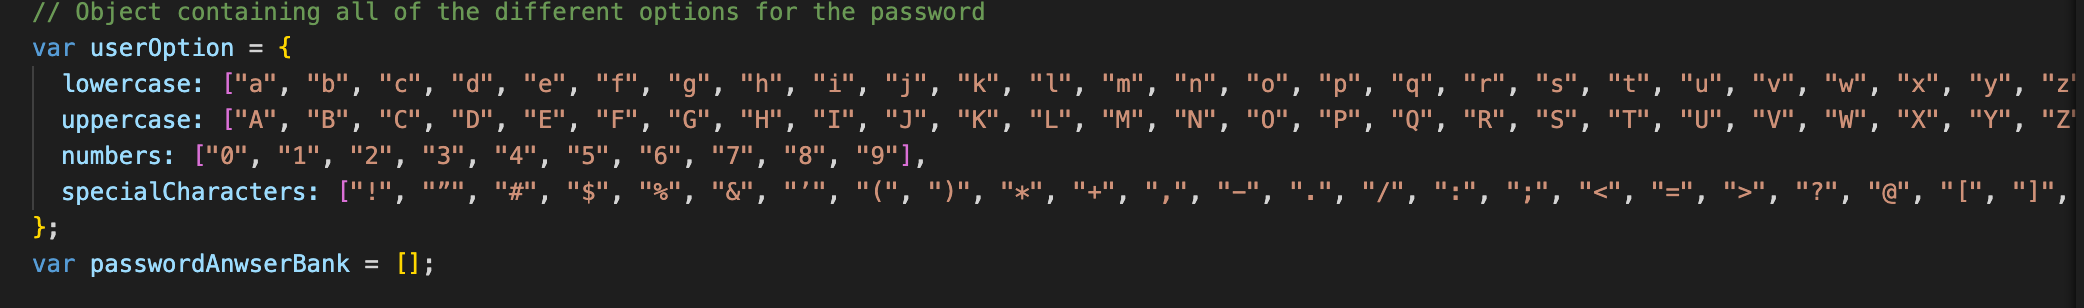 // Object containing all of the different options for the password
var userOption = {
lowercase: ["a", "b", "c", "d", "e", "f", "g", "h", "i", "j", "k", "l", "m", "n", "o", "p", "q", "r", "s", "t", "u", "v", "w", "x", "y", "z"
uppercase: ["A", "B", "C", "D", "E", "F", "G", "H", "I", "J", "K", "L", "M", "N", "O", "P", "Q", "R", "S", "T", "U", "V", "W", "X", "Y", "Z"
numbers: ["0", "1", "2", "3", "4", "5", "6", "7", "8", "9"],
specialCharacters: ["!", "”", "#", "$", "%", "&", "’", "(", ")", "*", "+", ",", "–", ".", "/", ":", ";", "<", "=", ">", "?", "@", "[", "]",
};
var passwordAnwserBank = [];